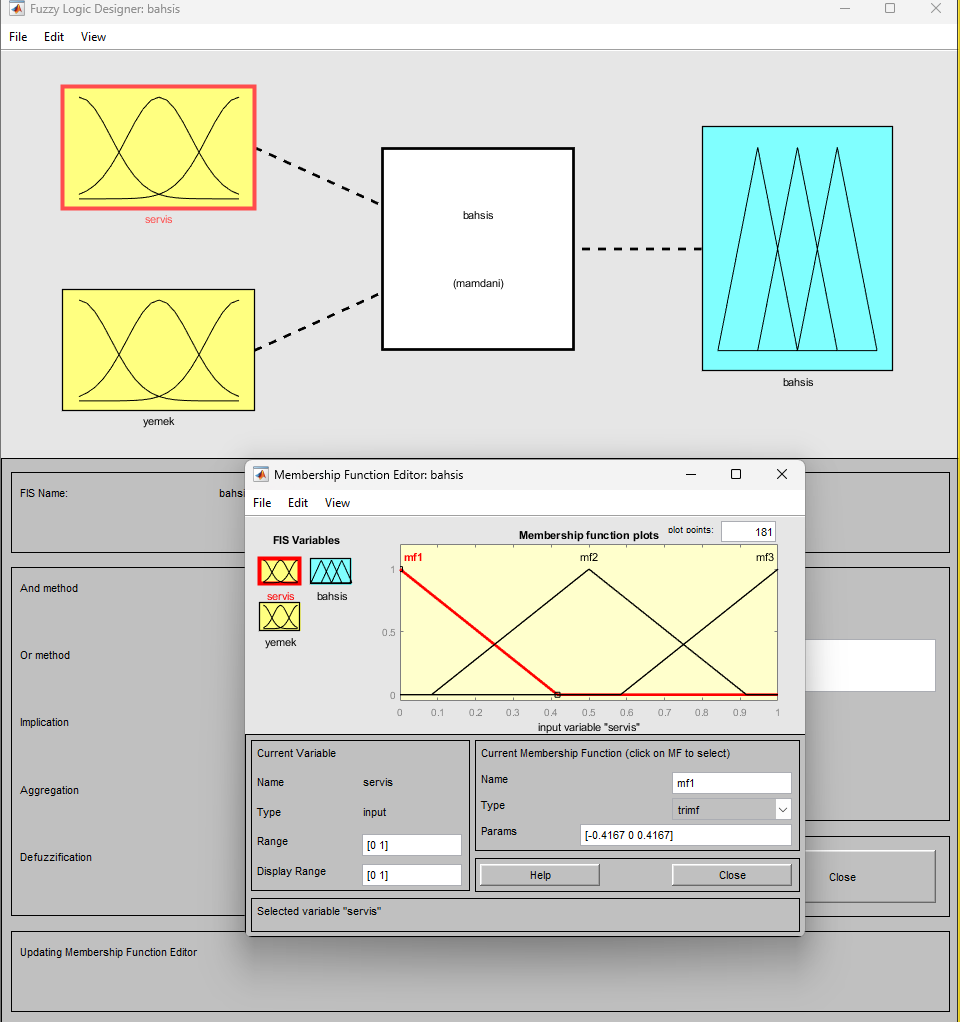 Fuzzy Logic Designer: bahsis
File Edit View
servis
yemek
bahsis
(mamdani)
bahsis
FIS Name:
And method
Or method
Implication
Aggregation
Defuzzification
Close
Updating Membership Function Editor
Membership Function Editor: bahsis
File Edit View
FIS Variables
servis
bahsis
yemek
Membership function plots
plot points:
181
mf1 mf2 mf3
1
0.5
0
0 0.1 0.2 0.3 0.4 0.5 0.6 0.7 0.8 0.9 1
input variable "servis"
Current Variable
Name servis
Type input
Range [0 1]
Display Range [0 1]
Current Membership Function (click on MF to select)
Name mf1
Type trimf
Params [-0.4167 0 0.4167]
Help Close
Selected variable "servis"